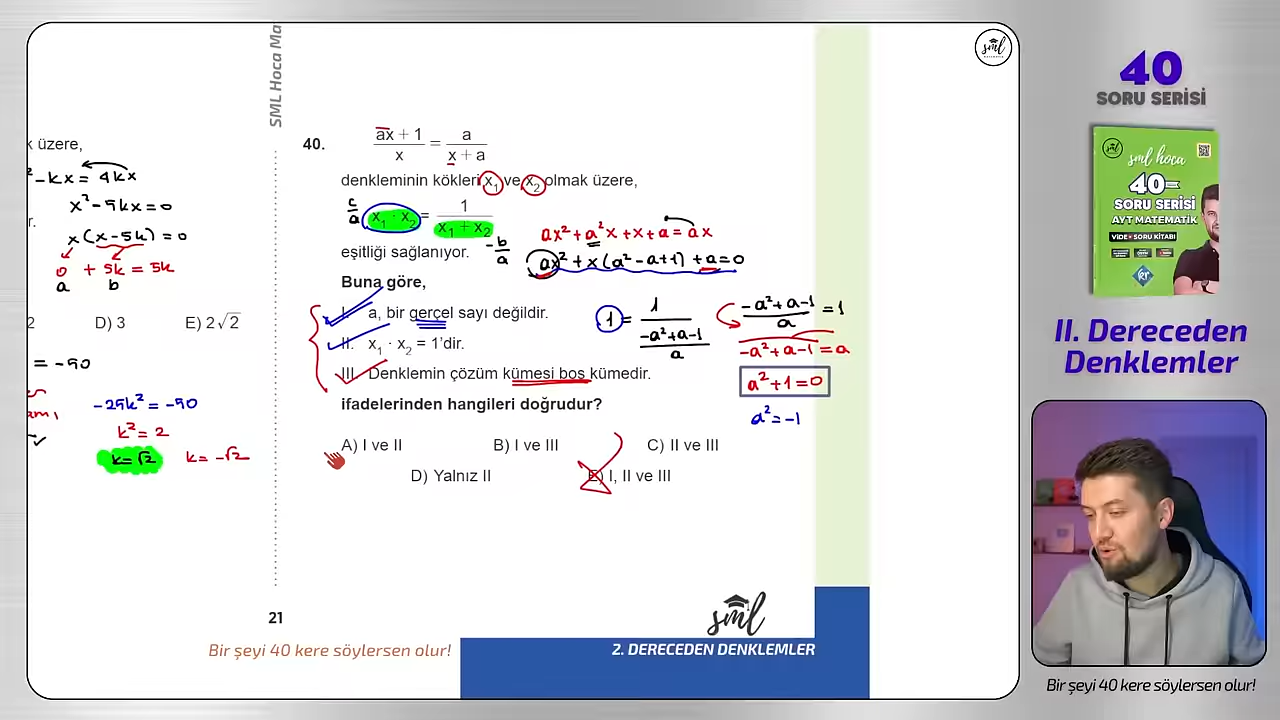 SML Hoca Ma
k üzere,
²-kx = 4kx
x²-5kx=0
r.
x(x-5k)=0
0 + 5k = 5k
a b
2 D) 3 E) 2√2
= -50
-25k² = -50
k² = 2
k=√2 k= -√2
21
40. (ax + 1)/x = a/(x + a)
denkleminin kökleri x₁ ve x₂ olmak üzere,
c/a x₁ · x₂ = 1/(x₁ + x₂)
-b/a
eşitliği sağlanıyor.
Buna göre,
I. a, bir gerçel sayı değildir.
II. x₁ · x₂ = 1'dir.
III. Denklemin çözüm kümesi boş kümedir.
ifadelerinden hangileri doğrudur?
A) I ve II B) I ve III C) II ve III
D) Yalnız II E) I, II ve III
ax²+a²x+x+a=ax
ax²+x(a²-a+1)+a=0
1 = 1/((-a²+a-1)/a)
(-a²+a-1)/a = 1
-a²+a-1=a
a²+1=0
a²=-1
sml
Bir şeyi 40 kere söylersen olur!
2. DERECEDEN DENKLEMLER
sml
40
SORU SERİSİ
sml hoca
40
SORU SERİSİ
AYT MATEMATİK
VİDEO SORU KİTABI
kr
II. Dereceden
Denklemler
Bir şeyi 40 kere söylersen olur!